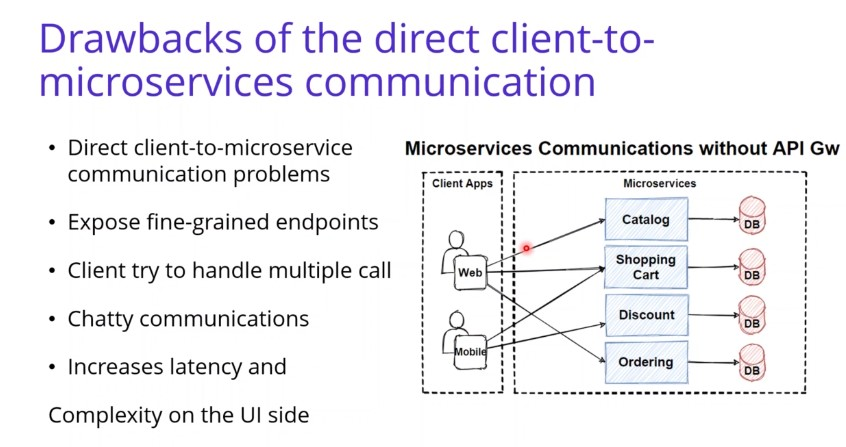 Drawbacks of the direct client-to-
microservices communication
• Direct client-to-microservice
communication problems
• Expose fine-grained endpoints
• Client try to handle multiple call
• Chatty communications
• Increases latency and
Complexity on the UI side
Microservices Communications without API Gw
Client Apps
Microservices
Web
Mobile
Catalog
DB
Shopping
Cart
DB
Discount
DB
Ordering
DB